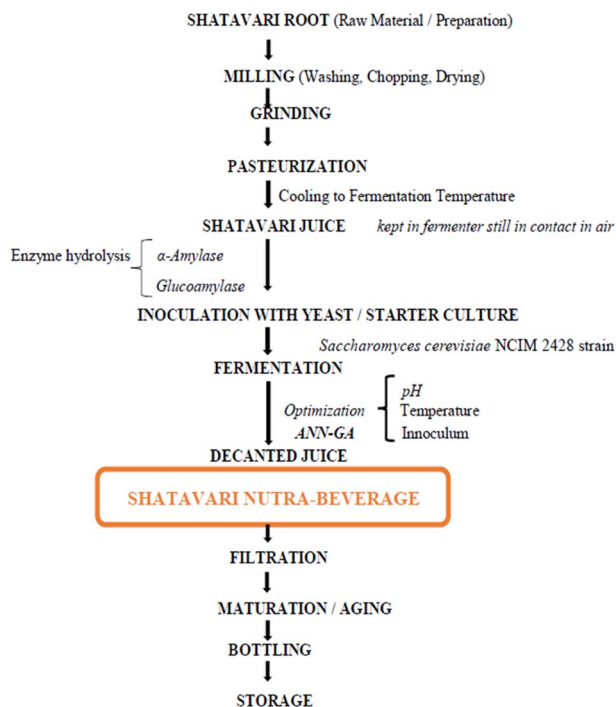 SHATAVARI ROOT (Raw Material / Preparation)
MILLING (Washing, Chopping, Drying)
GRINDING
PASTEURIZATION
Cooling to Fermentation Temperature
SHATAVARI JUICE kept in fermenter still in contact in air
Enzyme hydrolysis α-Amylase
Glucoamylase
INOCULATION WITH YEAST / STARTER CULTURE
Saccharomyces cerevisiae NCIM 2428 strain
FERMENTATION
pH
Optimization Temperature
ANN-GA Innoculum
DECANTED JUICE
SHATAVARI NUTRA-BEVERAGE
FILTRATION
MATURATION / AGING
BOTTLING
STORAGE